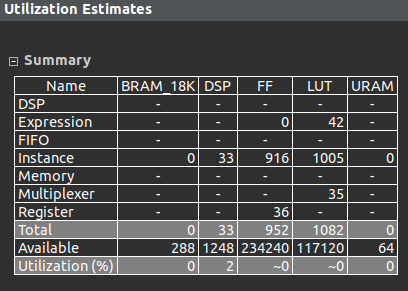 Utilization Estimates
Summary
Name BRAM_18K DSP FF LUT URAM
DSP - - - - -
Expression - - 0 42 -
FIFO - - - - -
Instance 0 33 916 1005 0
Memory - - - - -
Multiplexer - - - 35 -
Register - - 36 - -
Total 0 33 952 1082 0
Available 288 1248 234240 117120 64
Utilization (%) 0 2 ~0 ~0 0